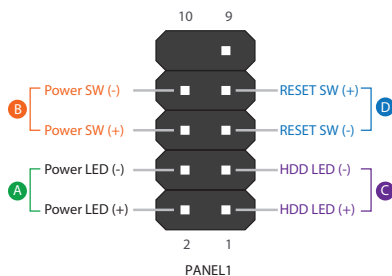 10 9
Power SW (-) RESET SW (+)
B D
Power SW (+) RESET SW (-)
Power LED (-) HDD LED (-)
A C
Power LED (+) HDD LED (+)
2 1
PANEL1